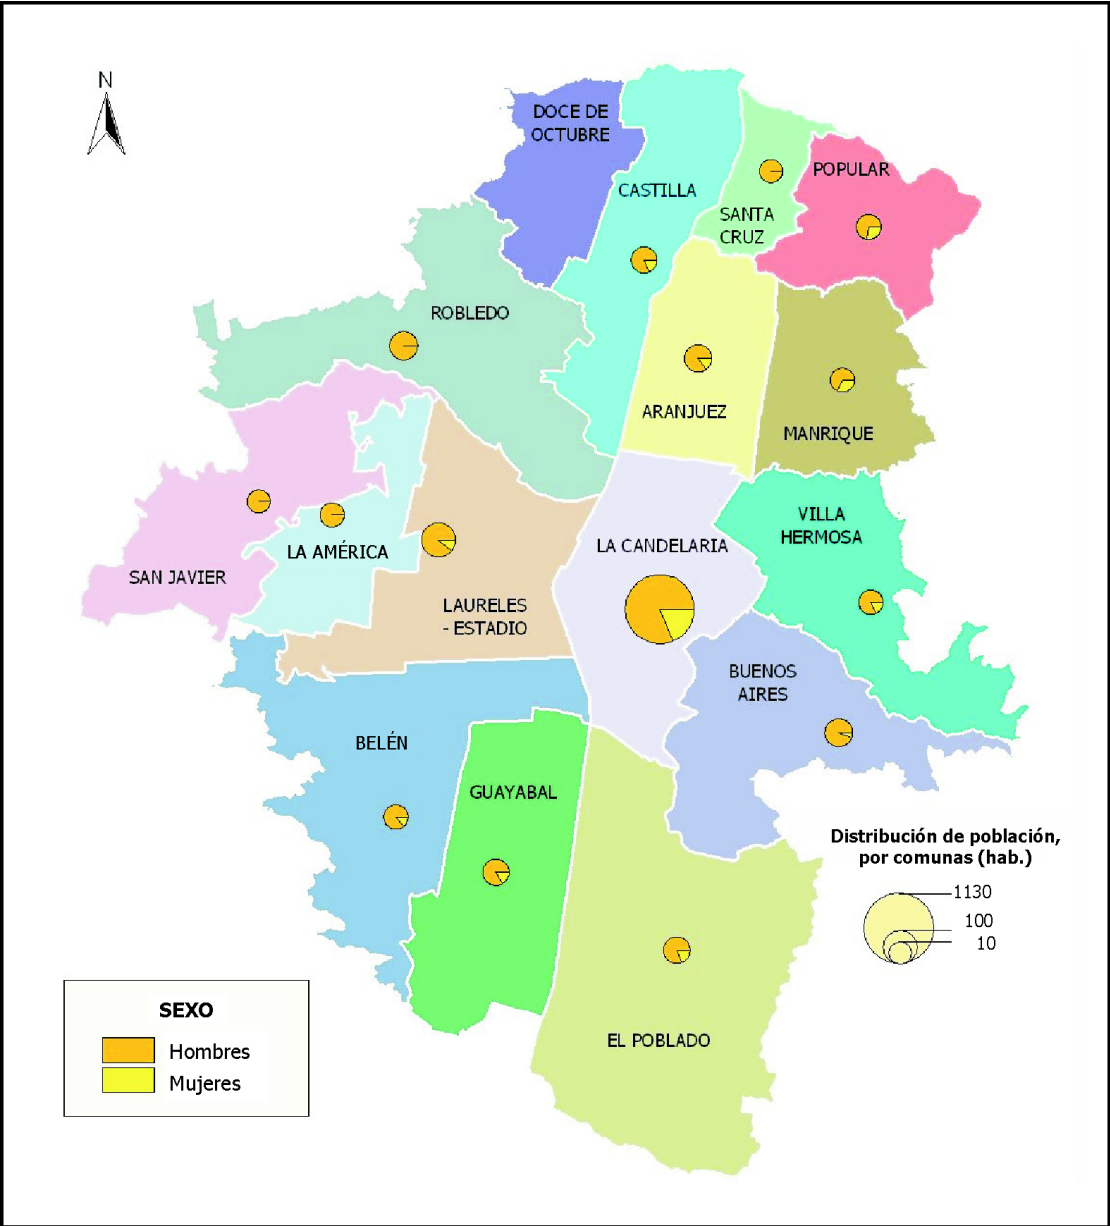 N
DOCE DE
OCTUBRE
CASTILLA
POPULAR
SANTA
CRUZ
ROBLEDO
ARANJUEZ
MANRIQUE
VILLA
HERMOSA
LA CANDELARIA
LA AMÉRICA
SAN JAVIER
LAURELES
- ESTADIO
BUENOS
AIRES
BELÉN
GUAYABAL
Distribución de población,
por comunas (hab.)
1130
100
10
EL POBLADO
SEXO
Hombres
Mujeres